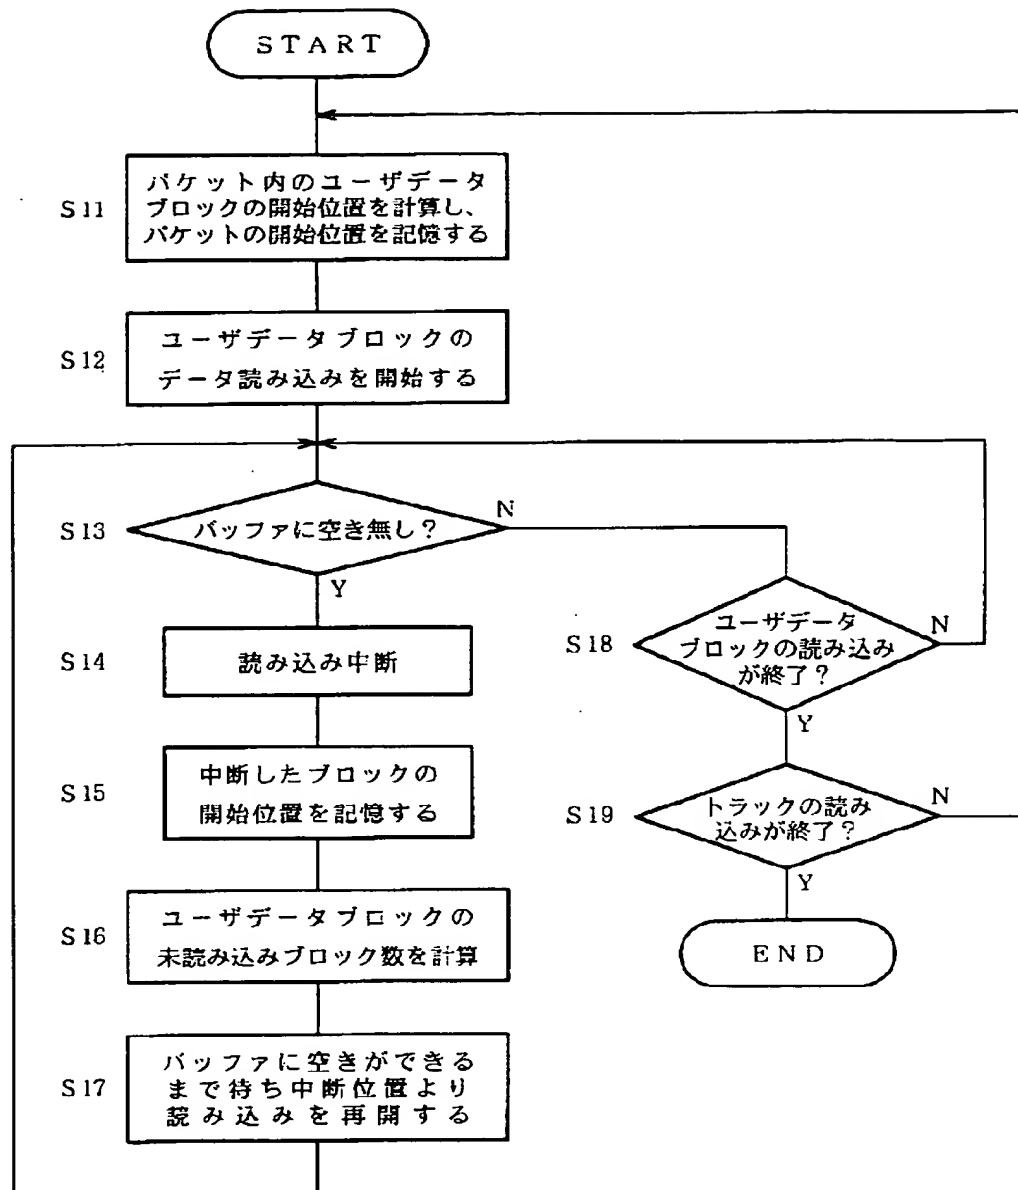 START
S11
パケット内のユーザデータ
ブロックの開始位置を計算し、
パケットの開始位置を記憶する
S12
ユーザデータブロックの
データ読み込みを開始する
S13
バッファに空き無し?
N
Y
S14
読み込み中断
S15
中断したブロックの
開始位置を記憶する
S16
ユーザデータブロックの
未読み込みブロック数を計算
S17
バッファに空きができる
まで待ち中断位置より
読み込みを再開する
S18
ユーザデータ
ブロックの読み込み
が終了?
N
Y
S19
トラックの読み
込みが終了?
N
Y
END